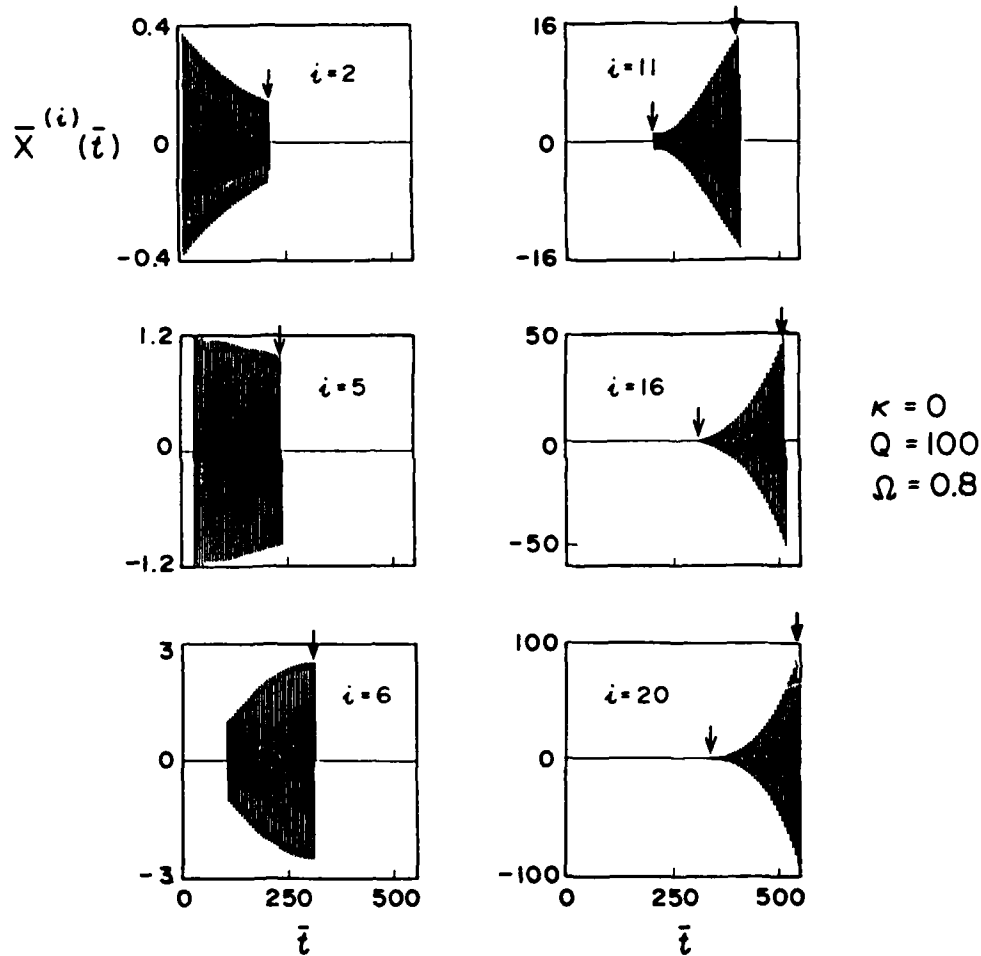 0.4
i=2
X̄^(i)(t̄)
0
-0.4
16
i=11
0
-16
1.2
i=5
0
-1.2
50
i=16
0
-50
κ = 0
Q = 100
Ω = 0.8
3
i=6
0
-3
0 250 500
t̄
100
i=20
0
-100
0 250 500
t̄